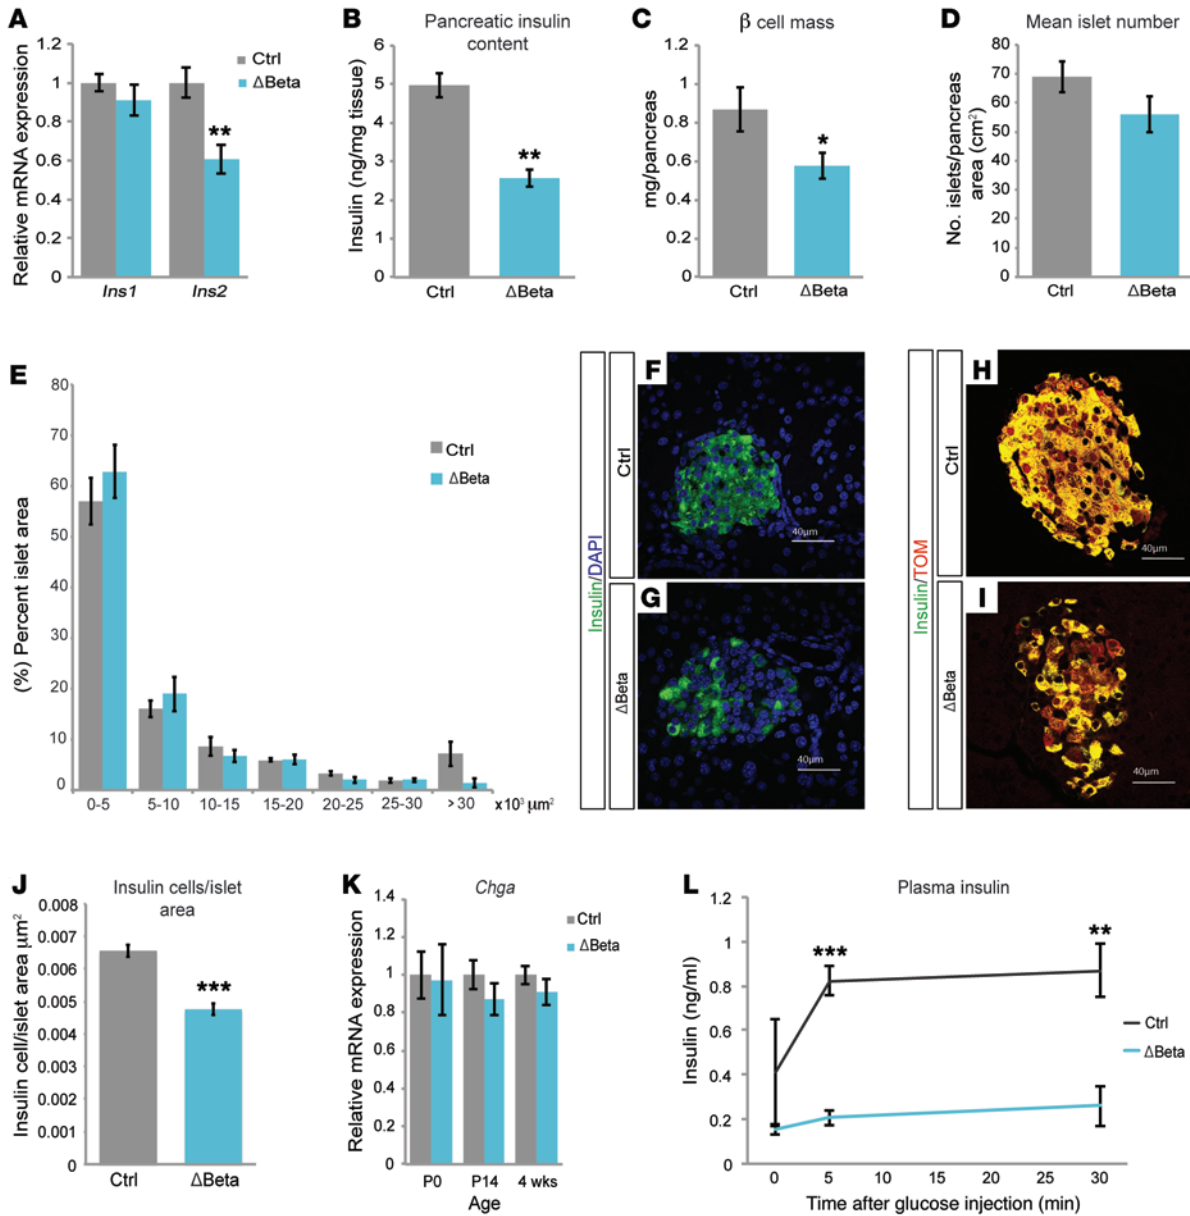 A
Relative mRNA expression
1.2
1
0.8
0.6
0.4
0.2
0
Ctrl
ΔBeta
**
Ins1 Ins2
B
Pancreatic insulin
content
Insulin (ng/mg tissue)
6
5
4
3
2
1
0
**
Ctrl ΔBeta
C
β cell mass
mg/pancreas
1.2
1
0.8
0.6
0.4
0.2
0
*
Ctrl ΔBeta
D
Mean islet number
No. islets/pancreas
area (cm²)
80
70
60
50
40
30
20
10
0
Ctrl ΔBeta
E
(%) Percent islet area
80
70
60
50
40
30
20
10
0
Ctrl
ΔBeta
0-5 5-10 10-15 15-20 20-25 25-30 > 30 x10³ μm²
Insulin/DAPI
Ctrl
F
40μm
ΔBeta
G
40μm
Insulin/TOM
Ctrl
H
40μm
ΔBeta
I
40μm
J
Insulin cells/islet
area
Insulin cell/islet area μm²
0.008
0.007
0.006
0.005
0.004
0.003
0.002
0.001
0
***
Ctrl ΔBeta
K
Chga
Relative mRNA expression
1.4
1.2
1
0.8
0.6
0.4
0.2
0
Ctrl
ΔBeta
P0 P14 4 wks
Age
L
Plasma insulin
Insulin (ng/ml)
1.2
1
0.8
0.6
0.4
0.2
0
***
**
Ctrl
ΔBeta
0 5 10 15 20 25 30
Time after glucose injection (min)